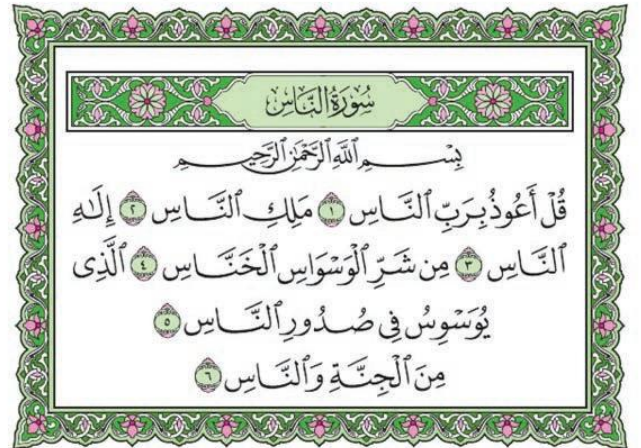 سُورَةُ النَّاسِ
بِسْمِ ٱللَّهِ ٱلرَّحْمَٰنِ ٱلرَّحِيمِ
قُلْ أَعُوذُ بِرَبِّ ٱلنَّاسِ ١ مَلِكِ ٱلنَّاسِ ٢ إِلَٰهِ
ٱلنَّاسِ ٣ مِن شَرِّ ٱلْوَسْوَاسِ ٱلْخَنَّاسِ ٤ ٱلَّذِى
يُوَسْوِسُ فِى صُدُورِ ٱلنَّاسِ ٥
مِنَ ٱلْجِنَّةِ وَٱلنَّاسِ ٦